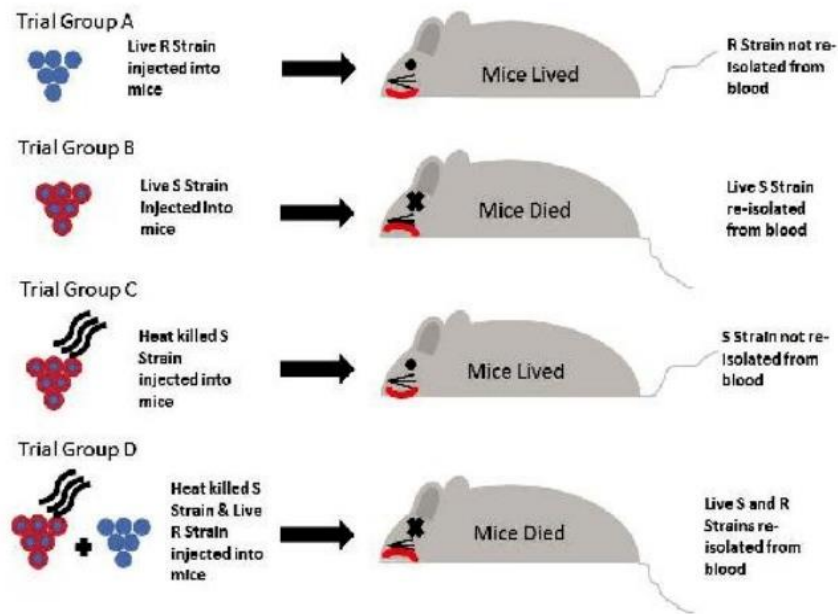 Trial Group A
Live R Strain
injected into
mice
Mice Lived
R Strain not re-
isolated from
blood
Trial Group B
Live S Strain
Injected into
mice
Mice Died
Live S Strain
re-isolated
from blood
Trial Group C
Heat killed S
Strain
injected into
mice
Mice Lived
S Strain not re-
isolated from
blood
Trial Group D
Heat killed S
Strain & Live
R Strain
injected into
mice
Mice Died
Live S and R
Strains re-
isolated from
blood